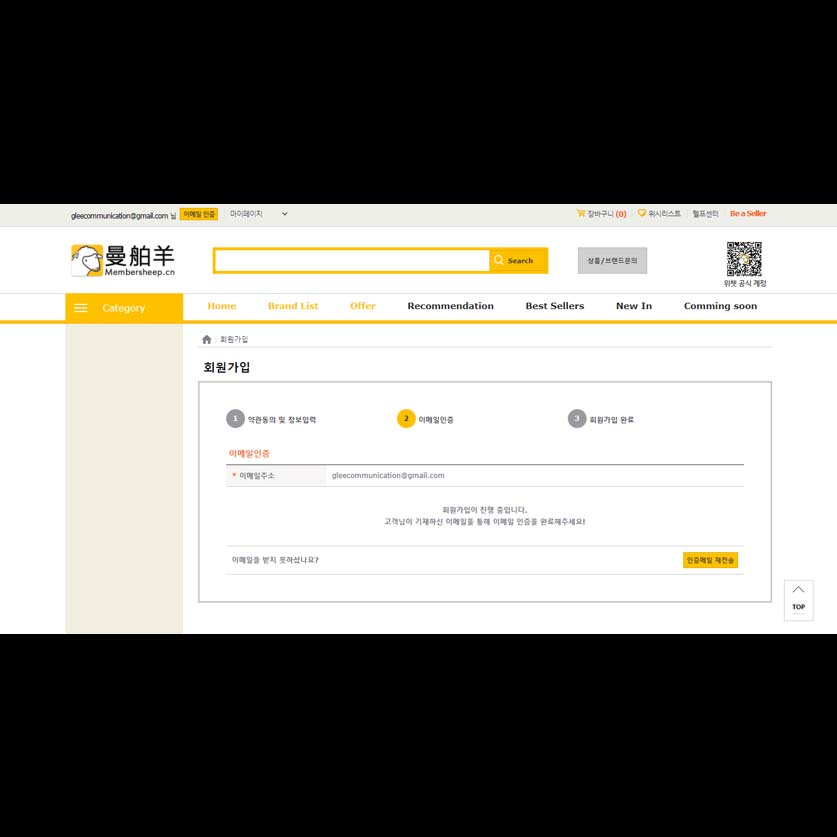 gleecommunication@gmail.com 님 이메일 인증 마이페이지
장바구니 (0) 위시리스트 헬프센터 Be a Seller
曼舶羊
Membersheep.cn
Search
상품/브랜드문의
위챗 공식 계정
Category
Home Brand List Offer Recommendation Best Sellers New In Comming soon
회원가입
회원가입
1 약관동의 및 정보입력 2 이메일인증 3 회원가입 완료
이메일인증
* 이메일주소 gleecommunication@gmail.com
회원가입이 진행 중입니다.
고객님이 기재하신 이메일을 통해 이메일 인증을 완료해주세요!
이메일을 받지 못하셨나요? 인증메일 재전송
TOP